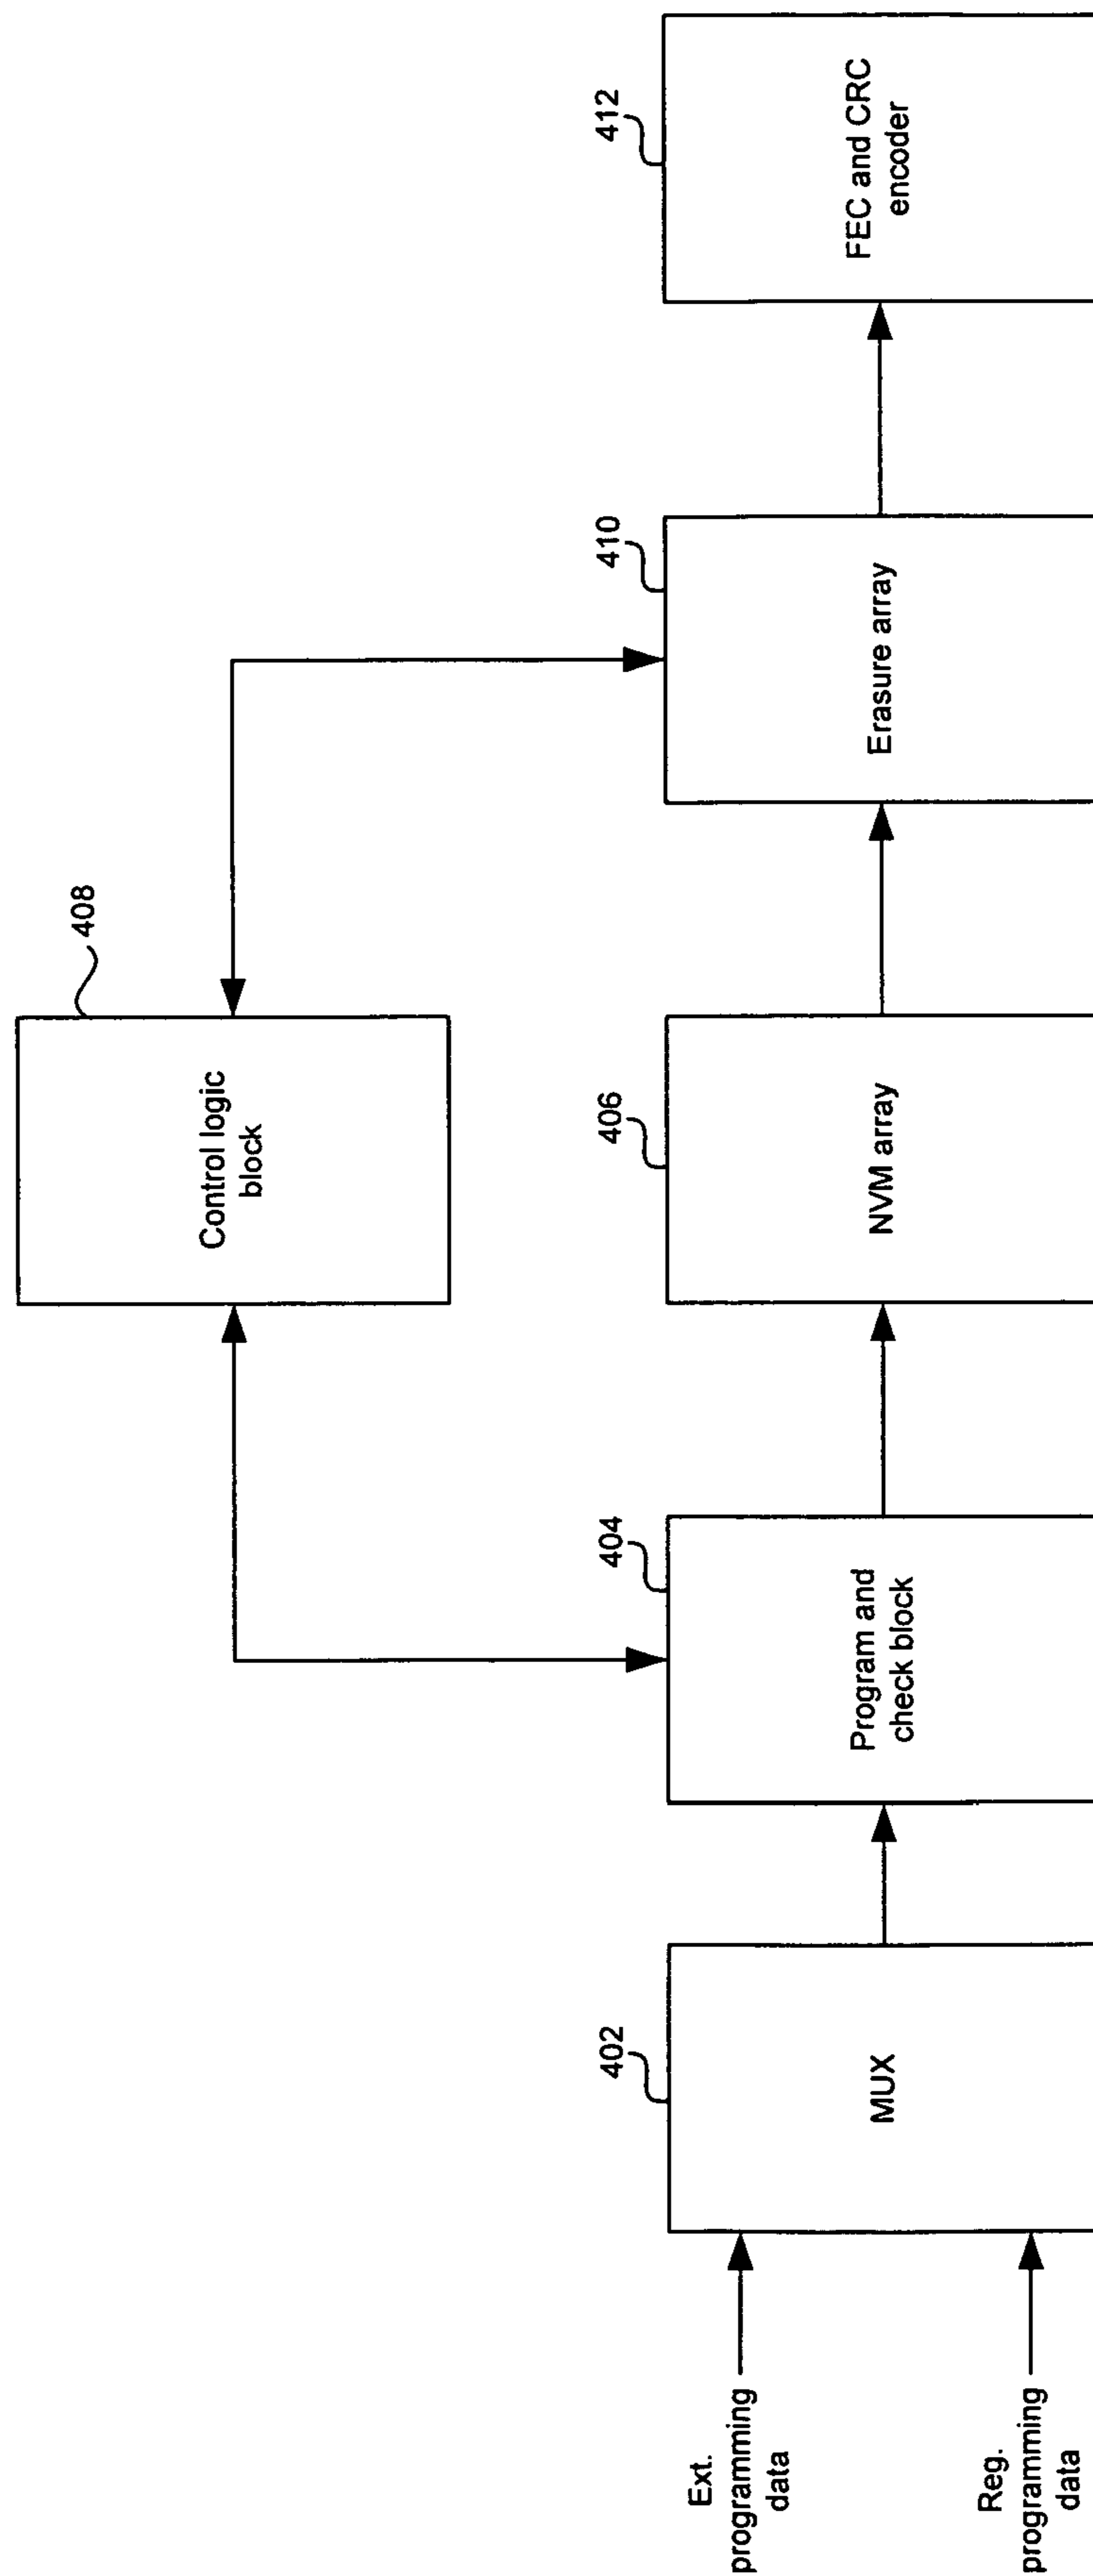 408
Control logic
block
Ext.
programming
data
Reg.
programming
data
402
MUX
404
Program and
check block
406
NVM array
410
Erasure array
412
FEC and CRC
encoder